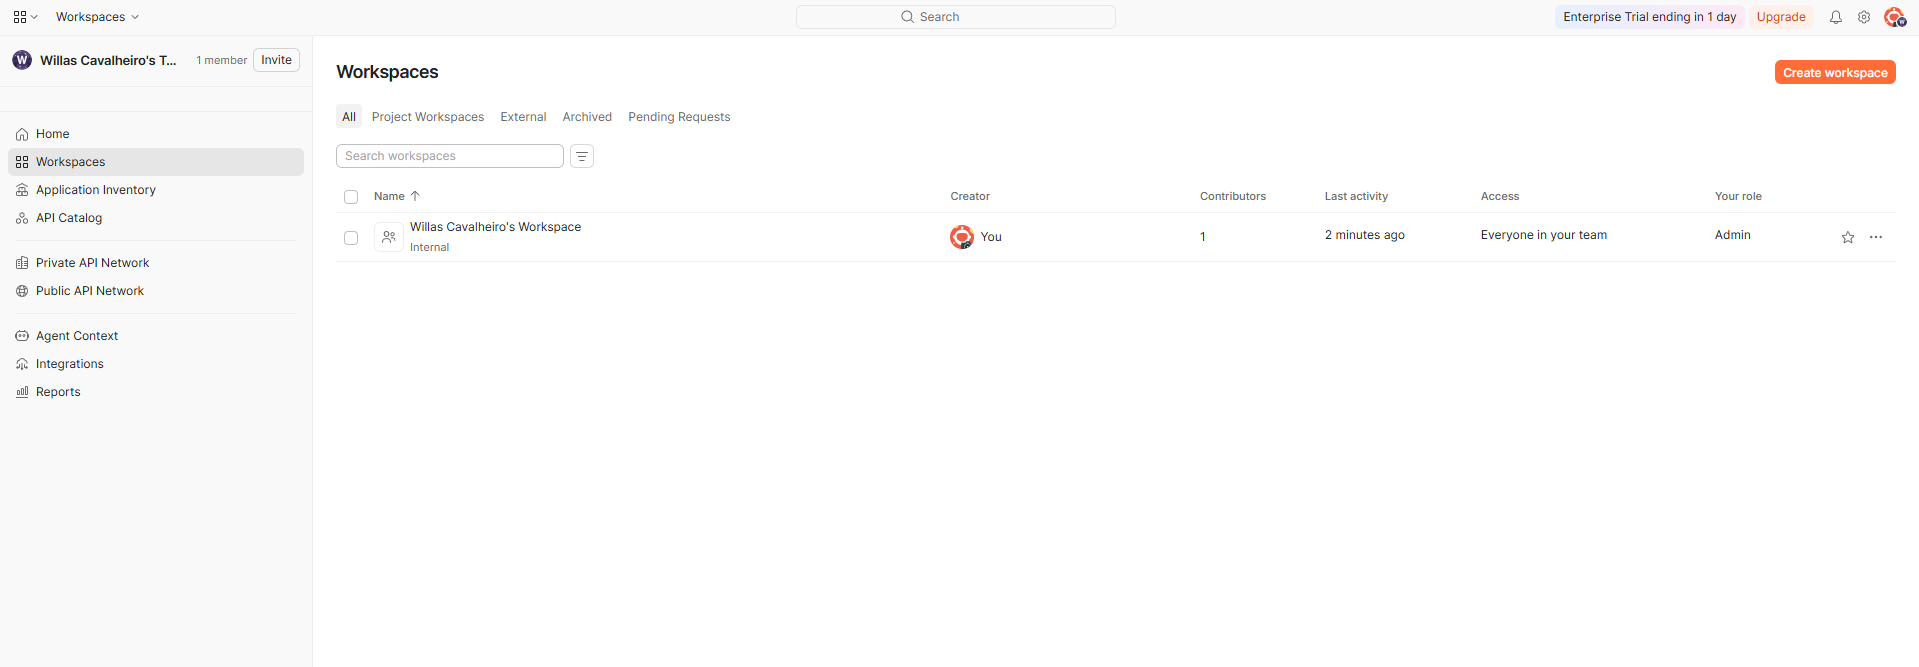 Workspaces
Search
Enterprise Trial ending in 1 day
Upgrade
W
Willas Cavalheiro's T...
1 member
Invite
Home
Workspaces
Application Inventory
API Catalog
Private API Network
Public API Network
Agent Context
Integrations
Reports
Workspaces
Create workspace
All
Project Workspaces
External
Archived
Pending Requests
Search workspaces
Name
Creator
Contributors
Last activity
Access
Your role
Willas Cavalheiro's Workspace
Internal
You
1
2 minutes ago
Everyone in your team
Admin